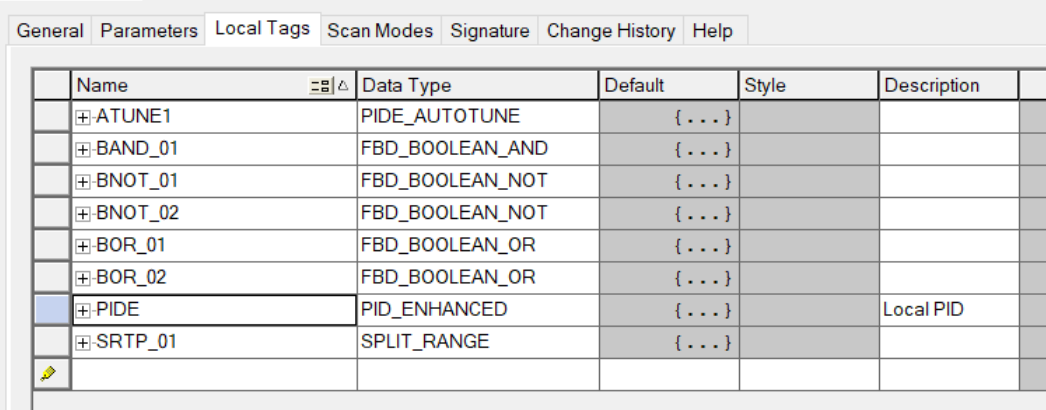 General Parameters Local Tags Scan Modes Signature Change History Help
Name Data Type Default Style Description
ATUNE1 PIDE_AUTOTUNE {...}
BAND_01 FBD_BOOLEAN_AND {...}
BNOT_01 FBD_BOOLEAN_NOT {...}
BNOT_02 FBD_BOOLEAN_NOT {...}
BOR_01 FBD_BOOLEAN_OR {...}
BOR_02 FBD_BOOLEAN_OR {...}
PIDE PID_ENHANCED {...} Local PID
SRTP_01 SPLIT_RANGE {...}